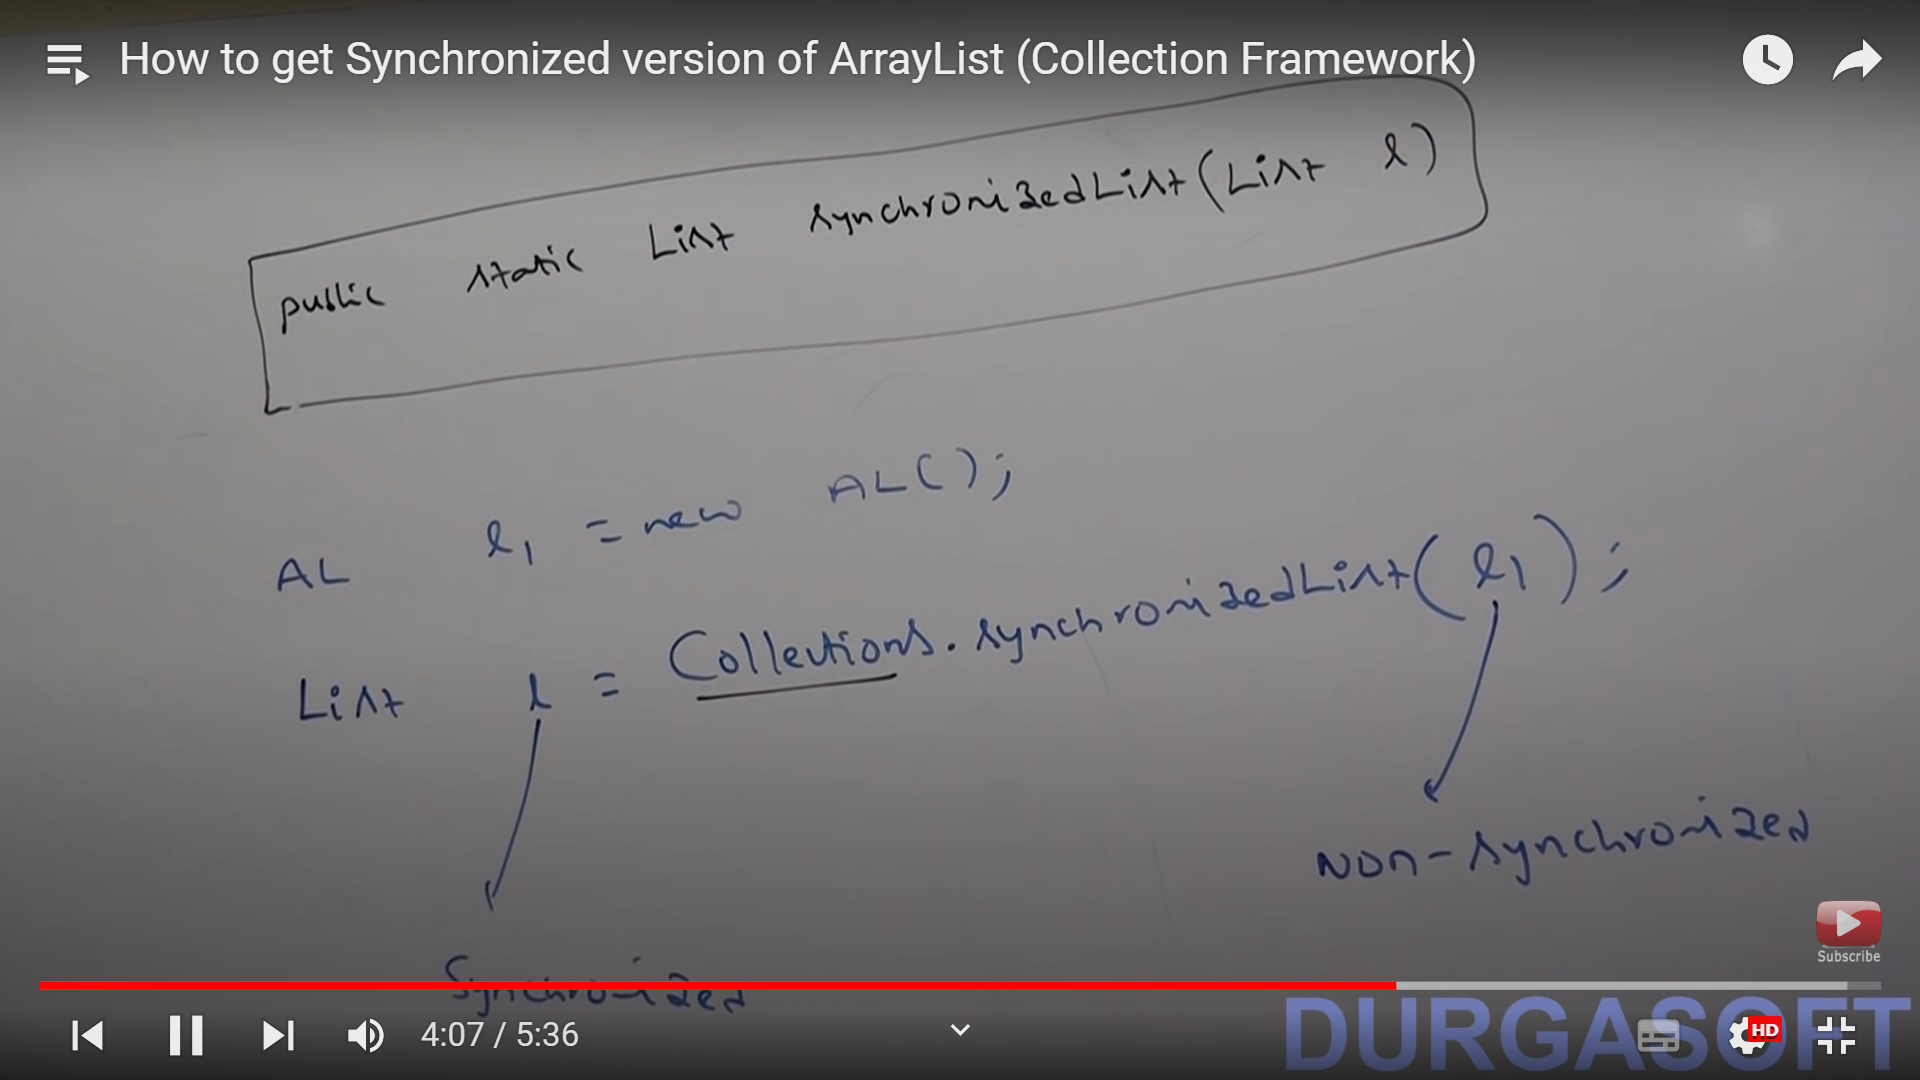 How to get Synchronized version of ArrayList (Collection Framework)
public static List synchronizedList(List l)
AL l1 = new AL();
List l = Collections.synchronizedList(l1);
Non-synchronized
Subscribe
Synchronized
4:07 / 5:36
HD
DURGASOFT